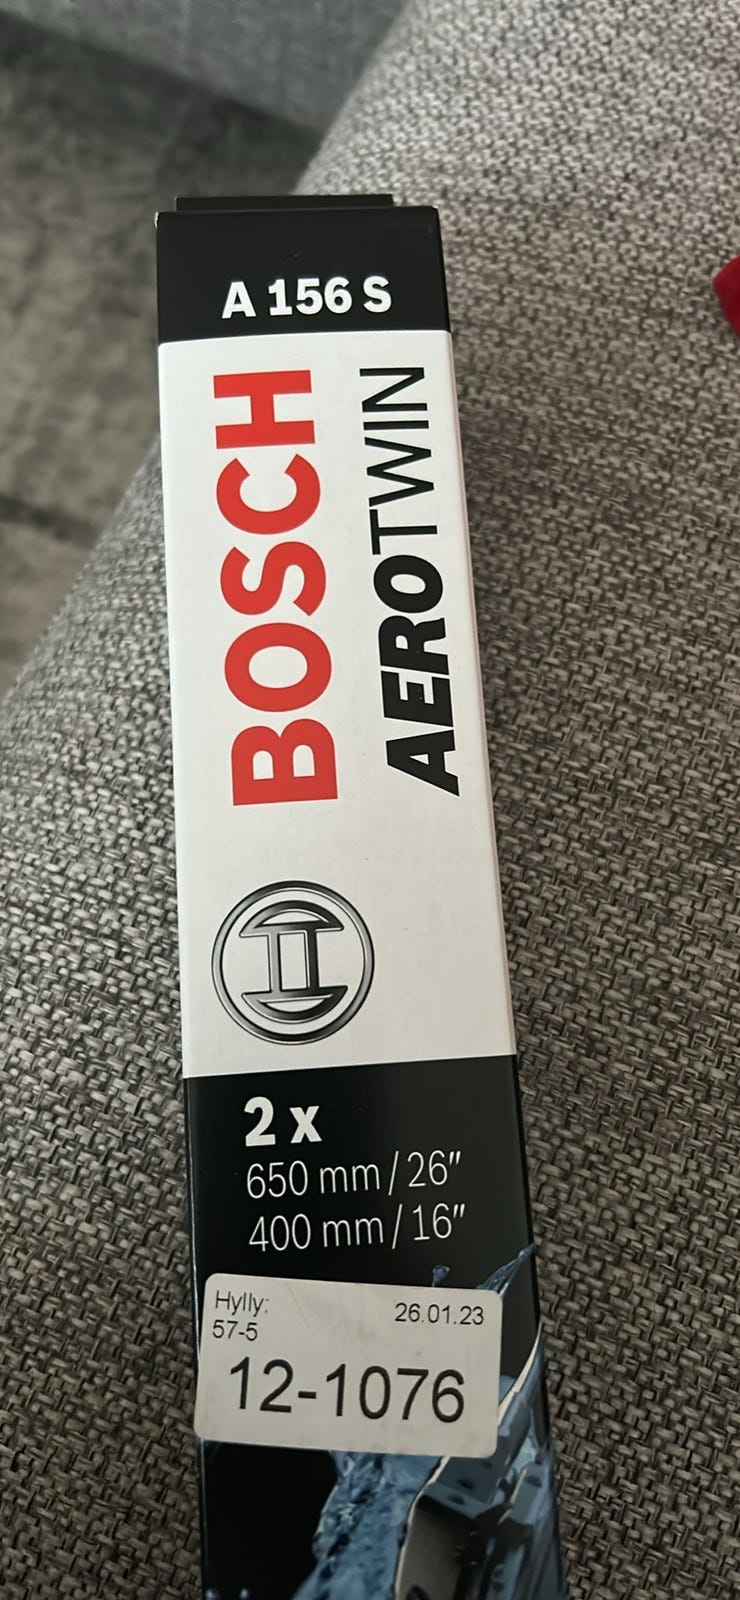 A 156 S
BOSCH
AEROTWIN
2 x
650 mm / 26"
400 mm / 16"
Hylly:
57-5
26.01.23
12-1076